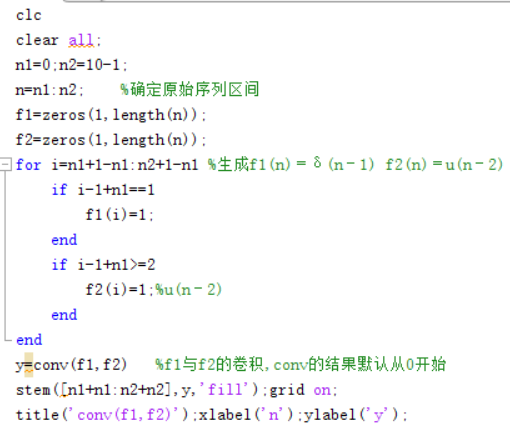 clc
clear all;
n1=0;n2=10-1;
n=n1:n2;    %确定原始序列区间
f1=zeros(1,length(n));
f2=zeros(1,length(n));
for i=n1+1-n1:n2+1-n1 %生成f1(n)＝δ(n－1) f2(n)＝u(n－2)
    if i-1+n1==1
        f1(i)=1;
    end
    if i-1+n1>=2
        f2(i)=1;%u(n－2)
    end
end
y=conv(f1,f2)   %f1与f2的卷积,conv的结果默认从0开始
stem([n1+n1:n2+n2],y,'fill');grid on;
title('conv(f1,f2)');xlabel('n');ylabel('y');